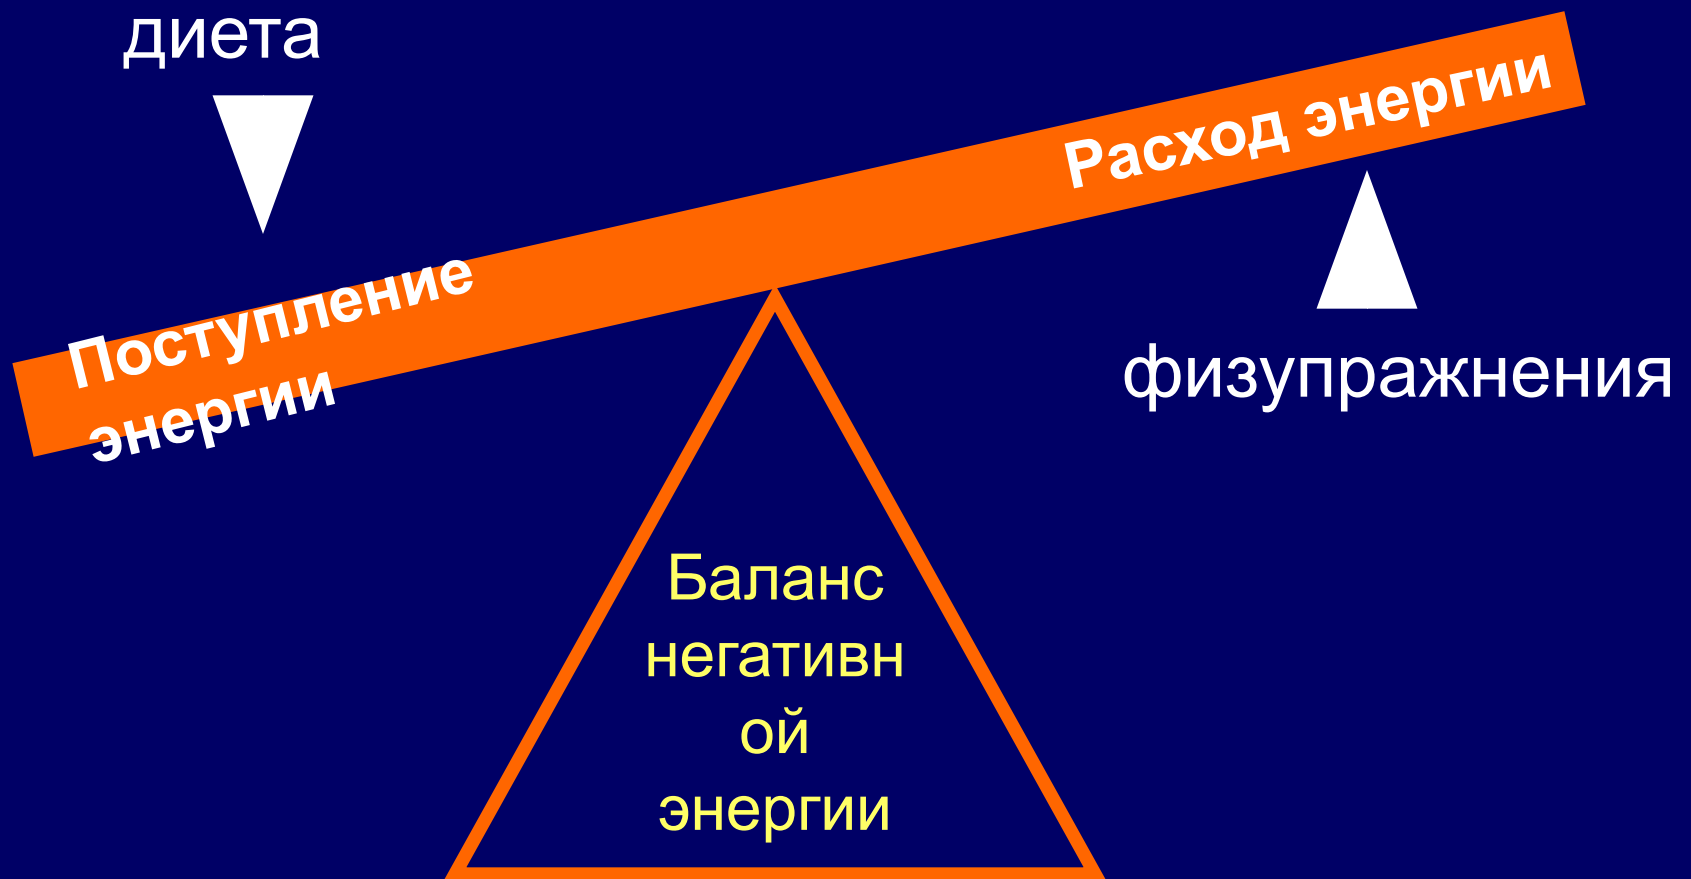 диета
Расход энергии
Поступление
энергии
физупражнения
Баланс
негативн
ой
энергии